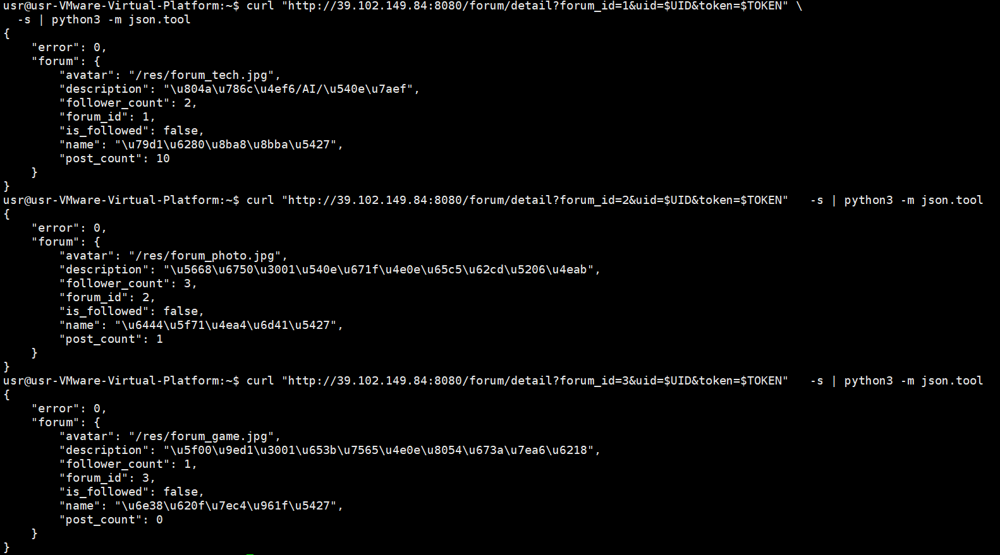 usr@usr-VMware-Virtual-Platform:~$ curl "http://39.102.149.84:8080/forum/detail?forum_id=1&uid=$UID&token=$TOKEN" \
  -s | python3 -m json.tool
{
    "error": 0,
    "forum": {
        "avatar": "/res/forum_tech.jpg",
        "description": "\u804a\u786c\u4ef6/AI/\u540e\u7aef",
        "follower_count": 2,
        "forum_id": 1,
        "is_followed": false,
        "name": "\u79d1\u6280\u8ba8\u8bba\u5427",
        "post_count": 10
    }
}
usr@usr-VMware-Virtual-Platform:~$ curl "http://39.102.149.84:8080/forum/detail?forum_id=2&uid=$UID&token=$TOKEN"   -s | python3 -m json.tool
{
    "error": 0,
    "forum": {
        "avatar": "/res/forum_photo.jpg",
        "description": "\u5668\u6750\u3001\u540e\u671f\u4e0e\u65c5\u62cd\u5206\u4eab",
        "follower_count": 3,
        "forum_id": 2,
        "is_followed": false,
        "name": "\u6444\u5f71\u4ea4\u6d41\u5427",
        "post_count": 1
    }
}
usr@usr-VMware-Virtual-Platform:~$ curl "http://39.102.149.84:8080/forum/detail?forum_id=3&uid=$UID&token=$TOKEN"   -s | python3 -m json.tool
{
    "error": 0,
    "forum": {
        "avatar": "/res/forum_game.jpg",
        "description": "\u5f00\u9ed1\u3001\u653b\u7565\u4e0e\u8054\u673a\u7ea6\u6218",
        "follower_count": 1,
        "forum_id": 3,
        "is_followed": false,
        "name": "\u6e38\u620f\u7ec4\u961f\u5427",
        "post_count": 0
    }
}